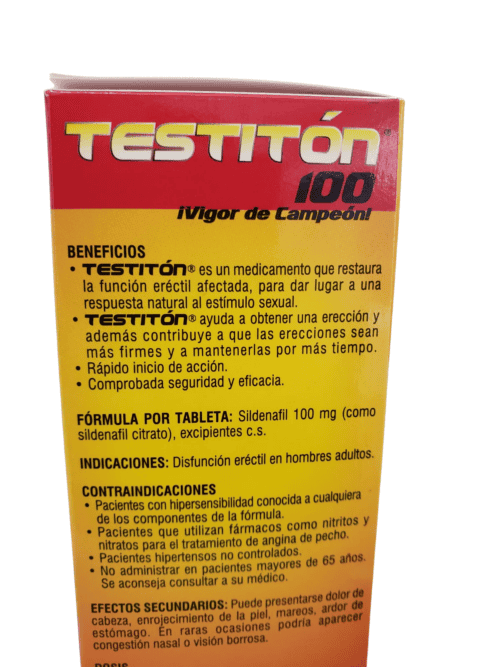 TESTITÓN®
100
¡Vigor de Campeón!
BENEFICIOS
• TESTITÓN® es un medicamento que restaura
la función eréctil afectada, para dar lugar a una
respuesta natural al estímulo sexual.
• TESTITÓN® ayuda a obtener una erección y
además contribuye a que las erecciones sean
más firmes y a mantenerlas por más tiempo.
• Rápido inicio de acción.
• Comprobada seguridad y eficacia.
FÓRMULA POR TABLETA: Sildenafil 100 mg (como
sildenafil citrato), excipientes c.s.
INDICACIONES: Disfunción eréctil en hombres adultos.
CONTRAINDICACIONES
• Pacientes con hipersensibilidad conocida a cualquiera
de los componentes de la fórmula.
• Pacientes que utilizan fármacos como nitritos y
nitratos para el tratamiento de angina de pecho.
• Pacientes hipertensos no controlados.
• No administrar en pacientes mayores de 65 años.
Se aconseja consultar a su médico.
EFECTOS SECUNDARIOS: Puede presentarse dolor de
cabeza, enrojecimiento de la piel, mareos, ardor de
estómago. En raras ocasiones podría aparecer
congestión nasal o visión borrosa.
DOSIS